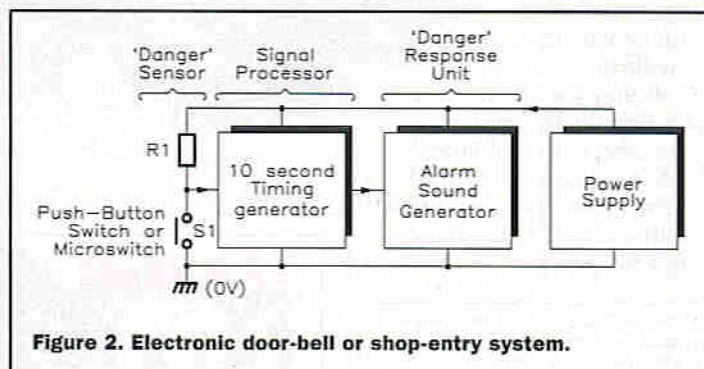 'Danger'
Sensor
Signal
Processor
'Danger'
Response
Unit
R1
10 second
Timing
generator
Alarm
Sound
Generator
Power
Supply
Push-Button
Switch or
Microswitch
S1
(0V)
Figure 2. Electronic door-bell or shop-entry system.